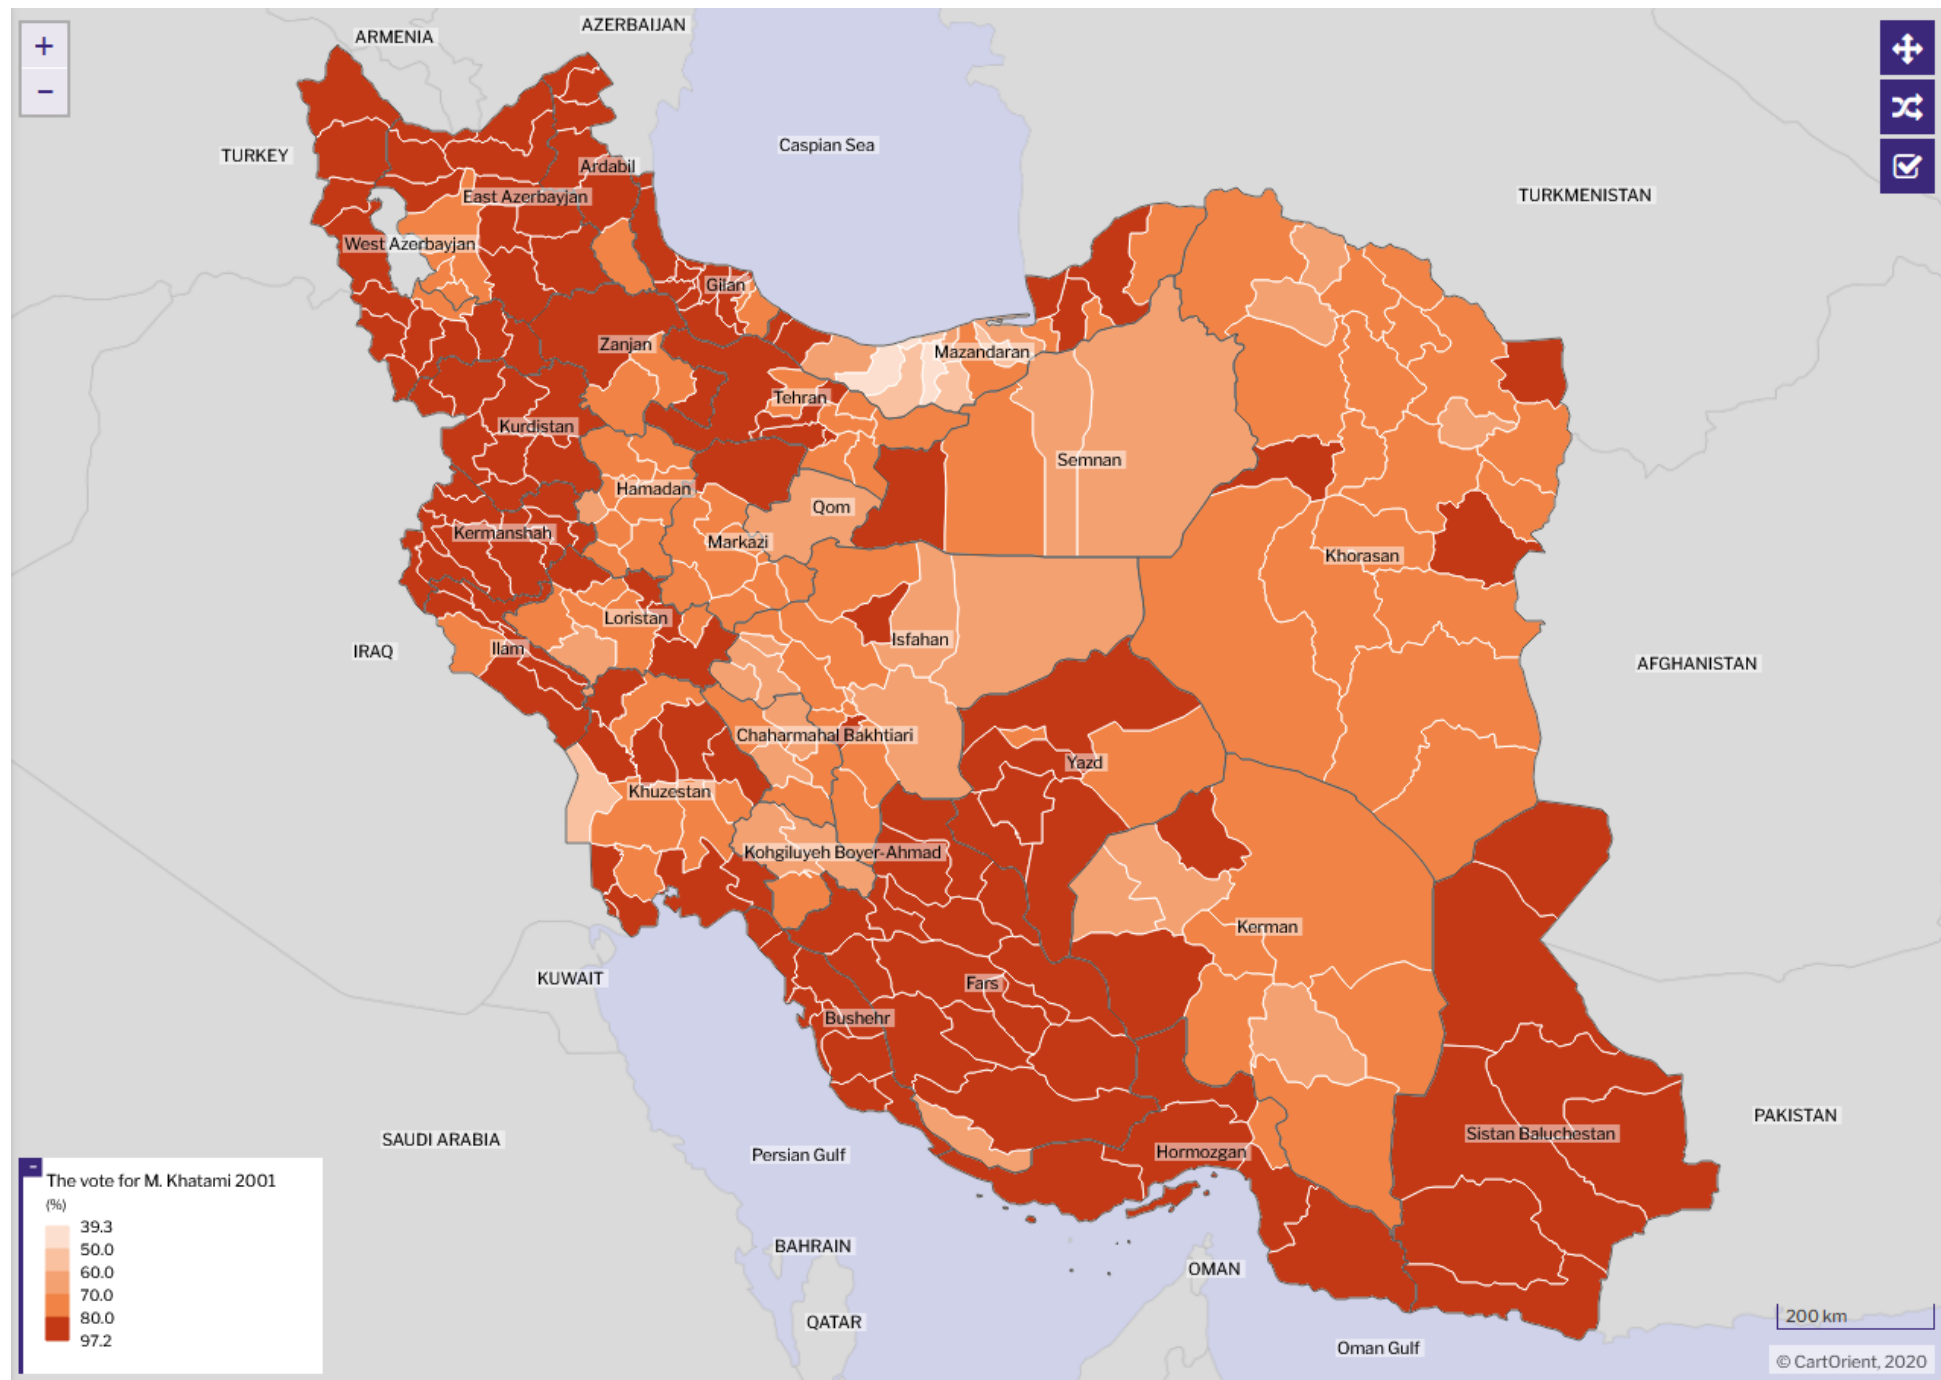 AZERBAIJAN
ARMENIA
+
−
Caspian Sea
TURKEY
Ardabil
TURKMENISTAN
East Azerbayjan
West Azerbayjan
Gilan
Zanjan
Mazandaran
Tehran
Kurdistan
Semnan
Hamadan
Qom
Kermanshah
Markazi
Khorasan
Loristan
Isfahan
Ilam
IRAQ
AFGHANISTAN
Chaharmahal Bakhtiari
Yazd
Khuzestan
Kohgiluyeh Boyer-Ahmad
Kerman
KUWAIT
Fars
Bushehr
PAKISTAN
Sistan Baluchestan
SAUDI ARABIA
Hormozgan
Persian Gulf
-
The vote for M. Khatami 2001
(%)
39.3
50.0
60.0
70.0
80.0
97.2
BAHRAIN
OMAN
QATAR
200 km
Oman Gulf
© CartOrient, 2020